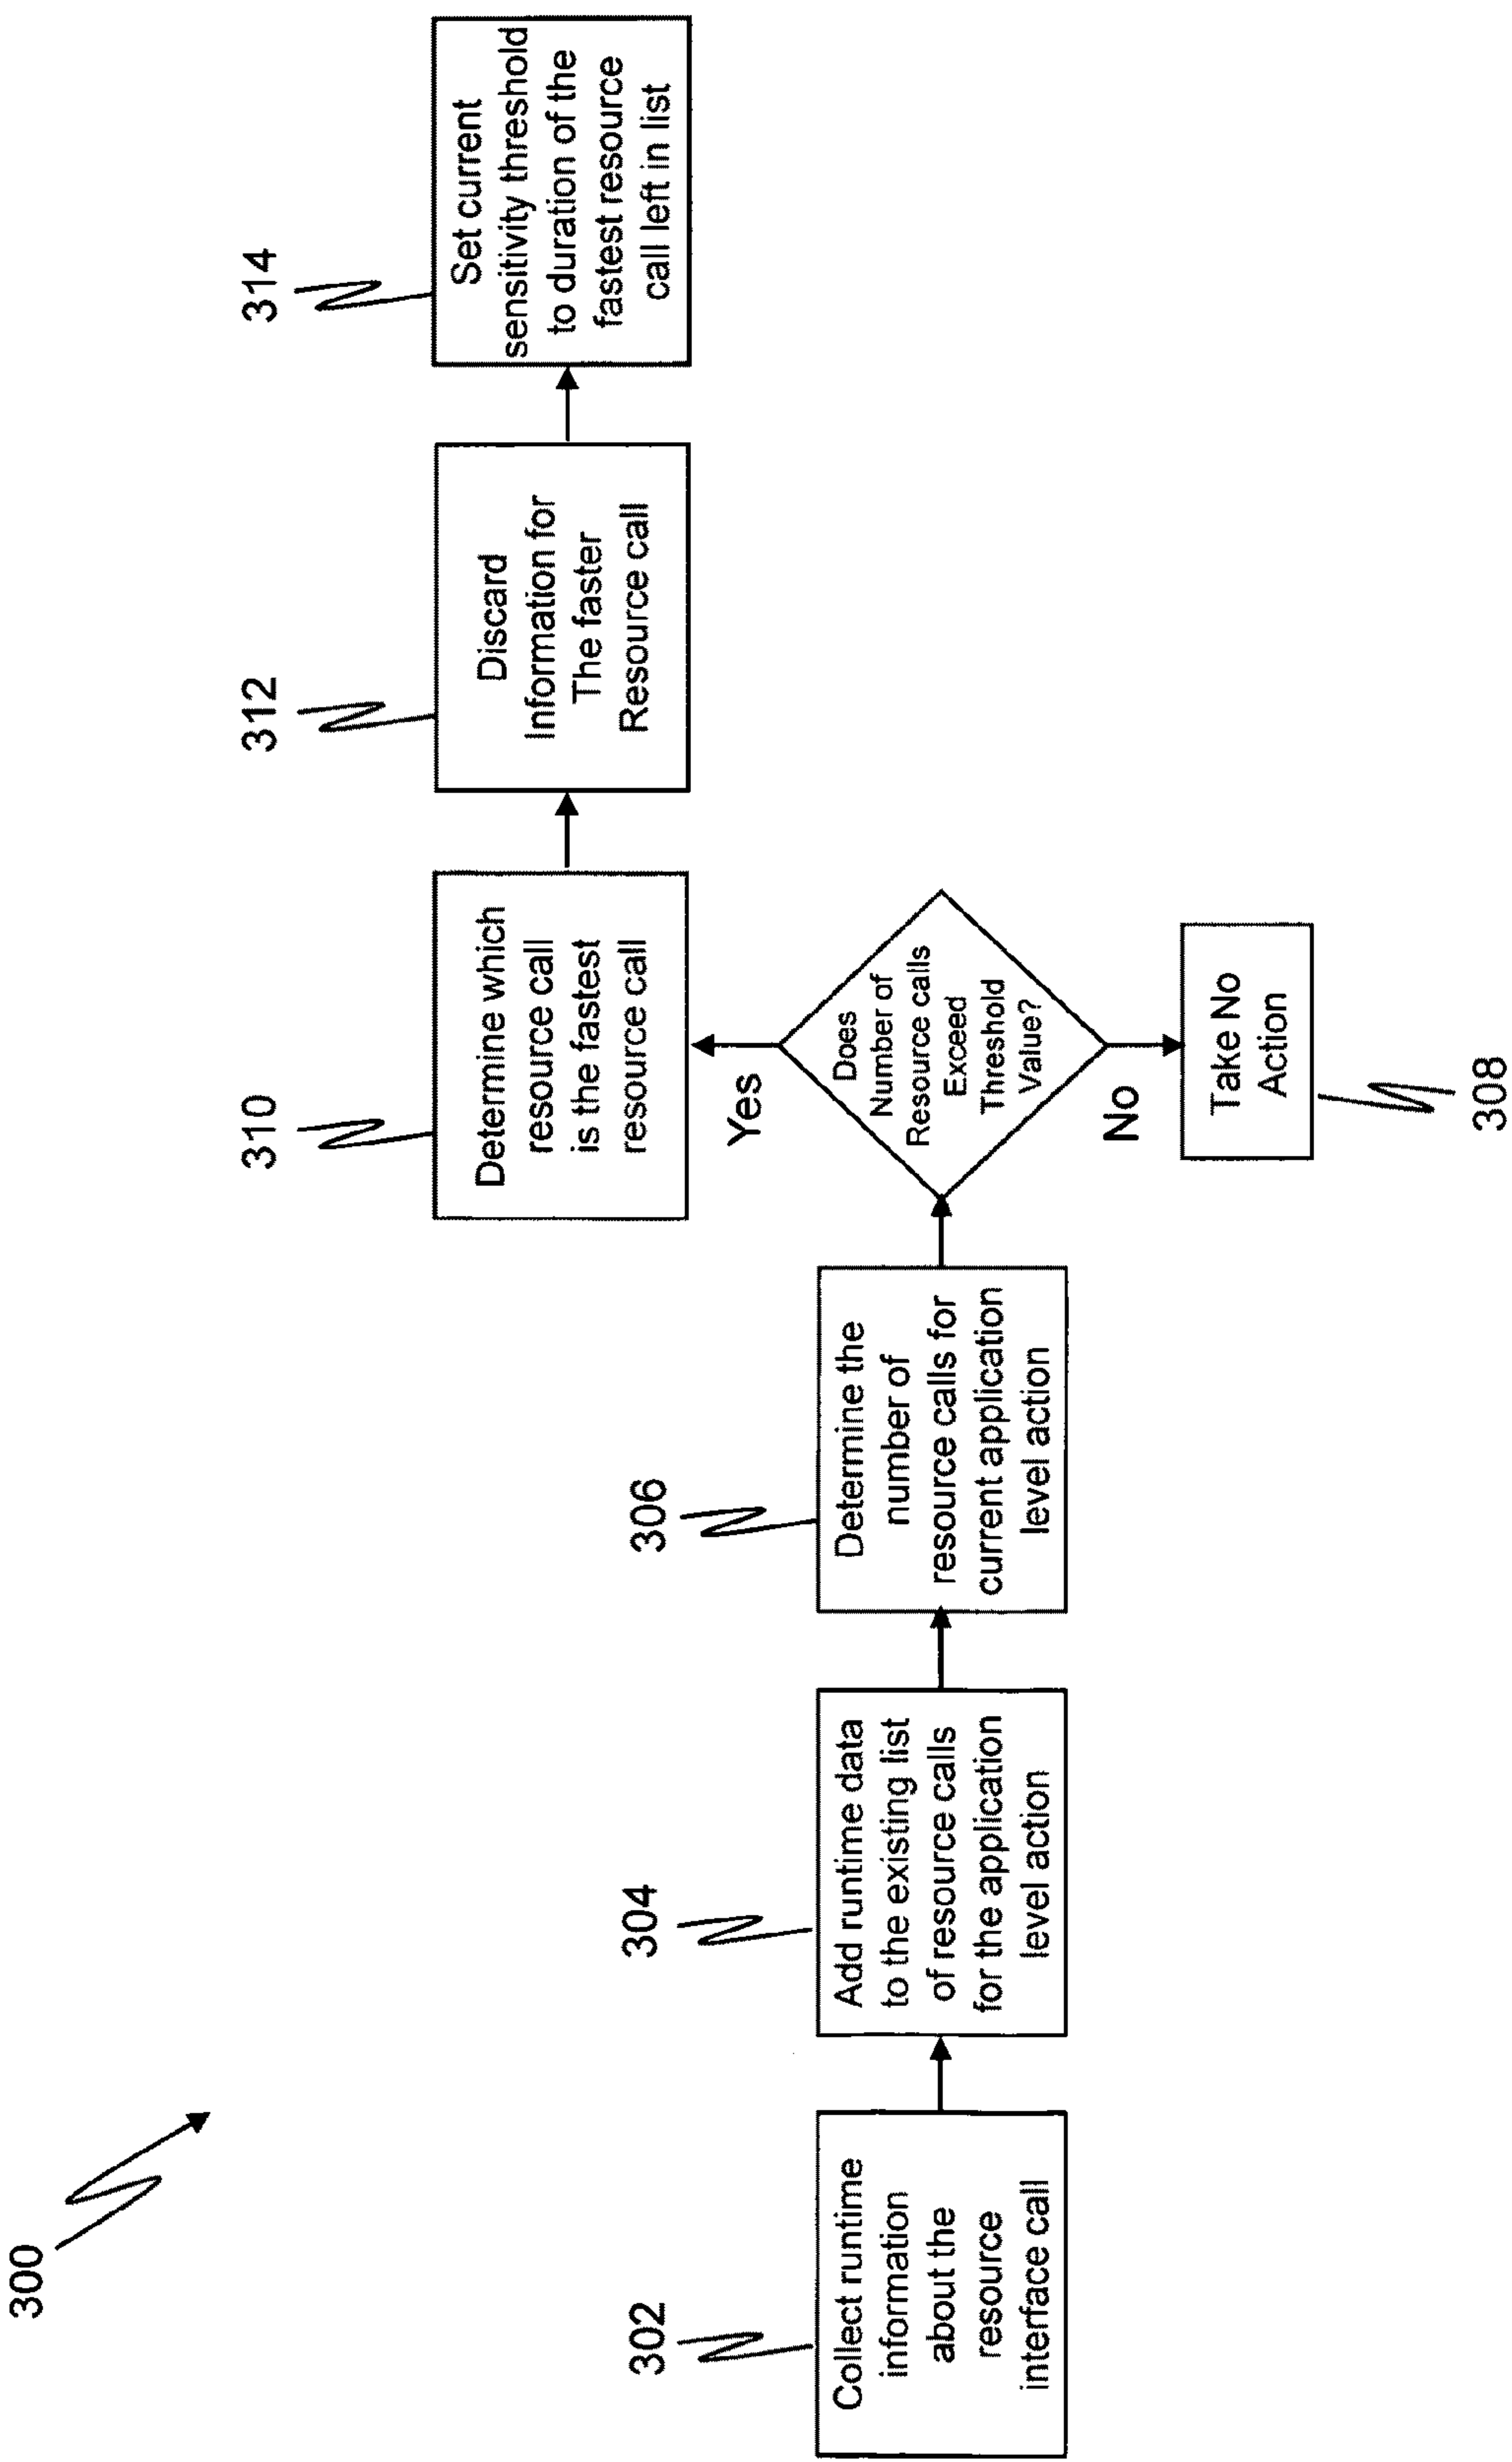 300
302
Collect runtime
information
about the
resource
interface call
304
Add runtime data
to the existing list
of resource calls
for the application
level action
306
Determine the
number of
resource calls for
current application
level action
Does
Number of
Resource calls
Exceed
Threshold
Value?
Yes
No
308
Take No
Action
310
Determine which
resource call
is the fastest
resource call
312
Discard
Information for
The faster
Resource call
314
Set current
sensitivity threshold
to duration of the
fastest resource
call left in list